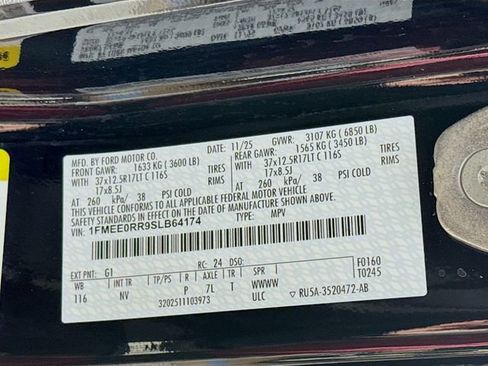 MFD. BY FORD MOTOR CO. DATE: 11/25 GVWR: 3107 KG ( 6850 LB)
FRONT GAWR: 1633 KG ( 3600 LB) REAR GAWR: 1565 KG ( 3450 LB)
37x12.5R17LT C 116S TIRES 37x12.5R17LT C 116S TIRES
17x8.5J RIMS 17x8.5J RIMS
AT 260 kPa/ 38 PSI COLD AT 260 kPa/ 38 PSI COLD
THIS VEHICLE CONFORMS TO ALL APPLICABLE FEDERAL MOTOR VEHICLE
SAFETY STANDARDS IN EFFECT ON THE DATE OF MANUFACTURE SHOWN ABOVE.
VIN: 1FMEE0RR9SLB64174 TYPE: MPV
EXT PNT: G1 RC: 24 DSO: F0160
WB INT TR TP/PS R AXLE TR SPR T0245
116 NV P 7L T WWWW
3202511103973 ULC RU5A-3520472-AB